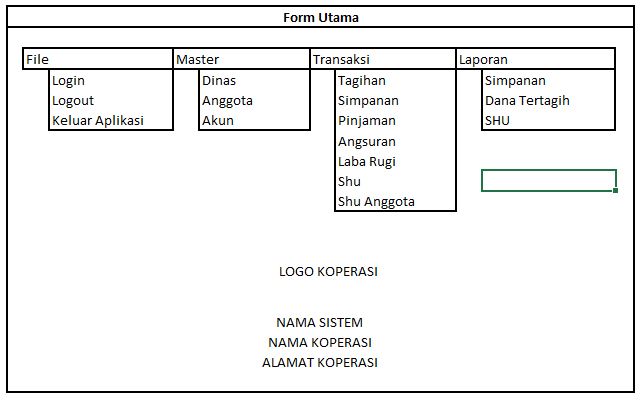 Form Utama
File Master Transaksi Laporan
Login Dinas Tagihan Simpanan
Logout Anggota Simpanan Dana Tertagih
Keluar Aplikasi Akun Pinjaman SHU
Angsuran
Laba Rugi
Shu
Shu Anggota
LOGO KOPERASI
NAMA SISTEM
NAMA KOPERASI
ALAMAT KOPERASI